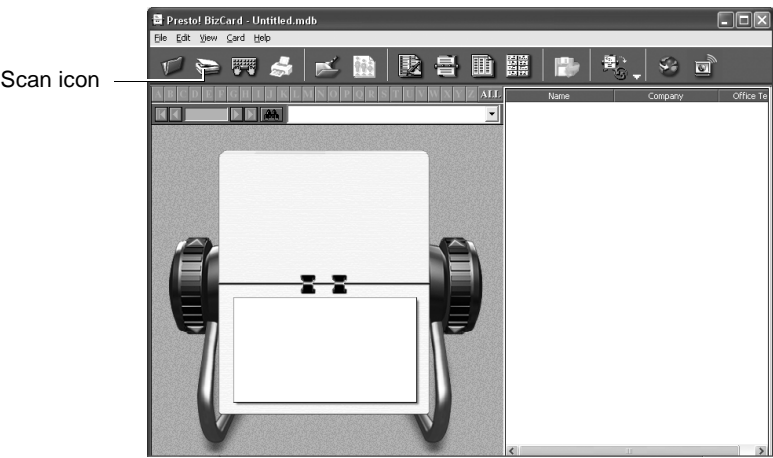 Presto! BizCard - Untitled.mdb
File Edit View Card Help
Scan icon
A B C D E F G H I J K L M N O P Q R S T U V W X Y Z ALL
Name Company Office Te